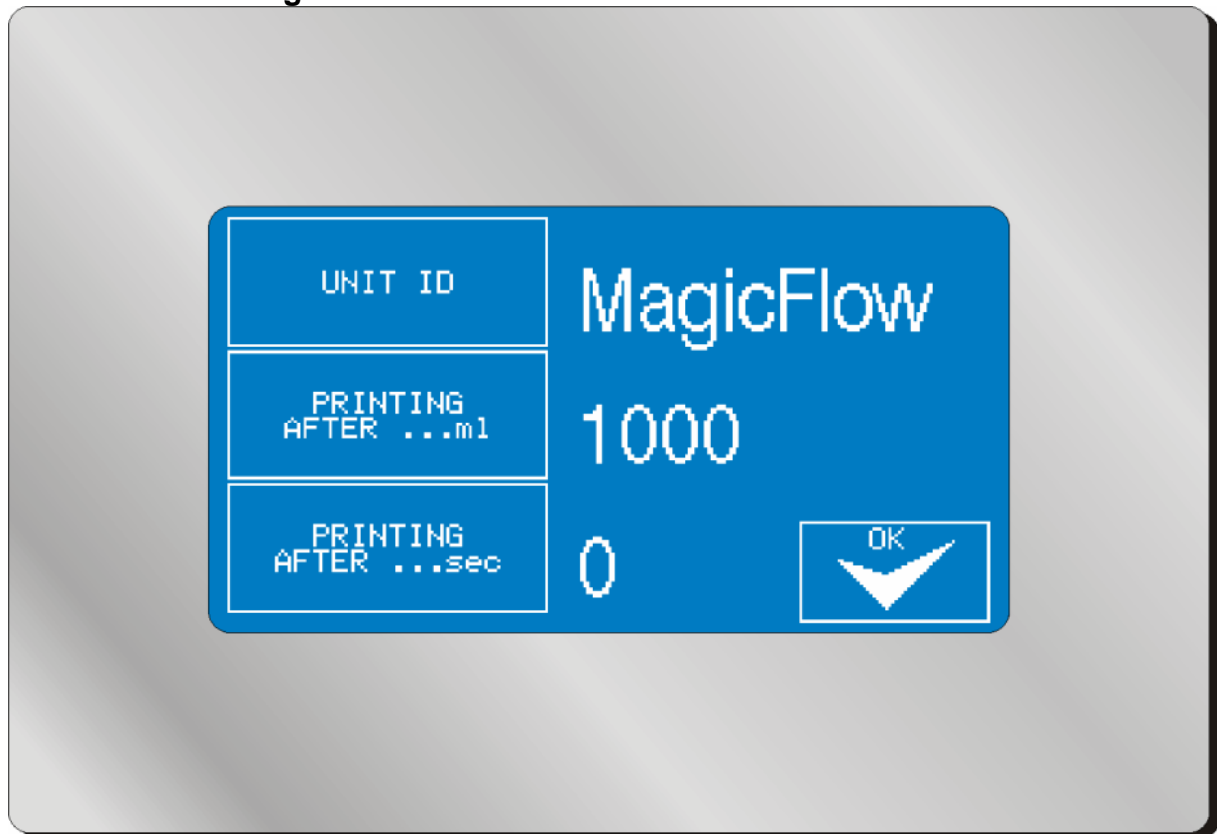 UNIT ID
MagicFlow
PRINTING
AFTER ...ml
1000
PRINTING
AFTER ...sec
0
OK